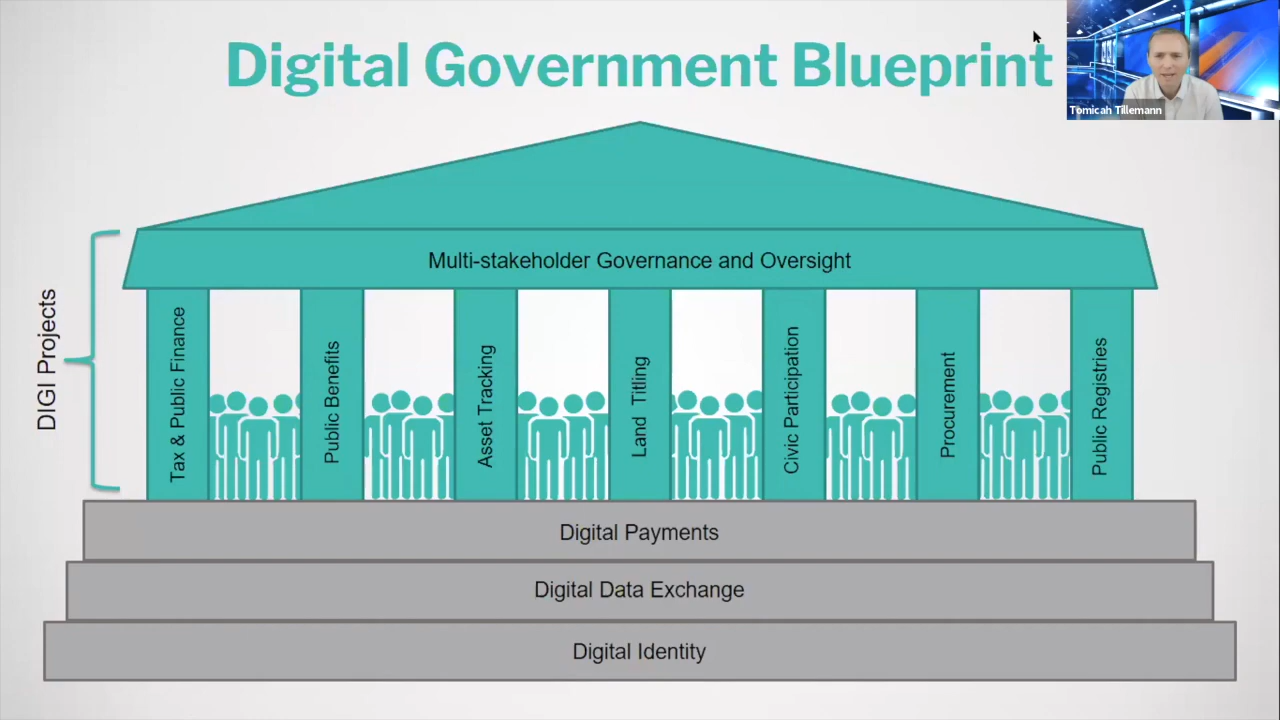 Digital Government Blueprint
Tomicah Tillemann
Multi-stakeholder Governance and Oversight
DIGI Projects
Tax & Public Finance
Public Benefits
Asset Tracking
Land Titling
Civic Participation
Procurement
Public Registries
Digital Payments
Digital Data Exchange
Digital Identity